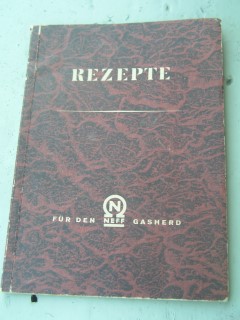 REZEPTE
N
FÜR DEN NEFF GASHERD